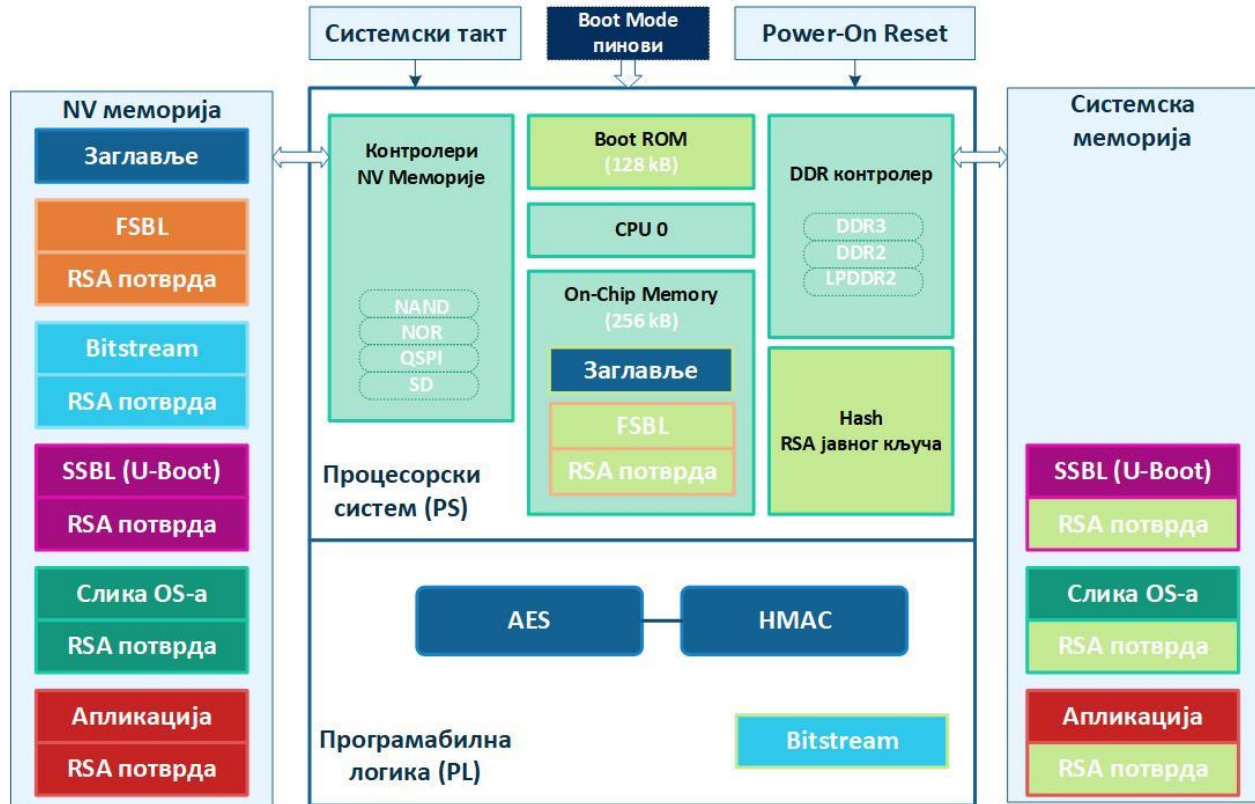 Системски такт
Boot Mode
пинови
Power-On Reset
NV меморија
Заглавље
FSBL
RSA потврда
Bitstream
RSA потврда
SSBL (U-Boot)
RSA потврда
Слика OS-а
RSA потврда
Апликација
RSA потврда
Контролери
NV Меморије
NAND
NOR
QSPI
SD
Boot ROM
(128 kB)
CPU 0
On-Chip Memory
(256 kB)
Заглавље
FSBL
RSA потврда
DDR контролер
DDR3
DDR2
LPDDR2
Hash
RSA јавног кључа
Процесорски
систем (PS)
AES
HMAC
Bitstream
Програмабилна
логика (PL)
Системска
меморија
SSBL (U-Boot)
RSA потврда
Слика OS-а
RSA потврда
Апликација
RSA потврда